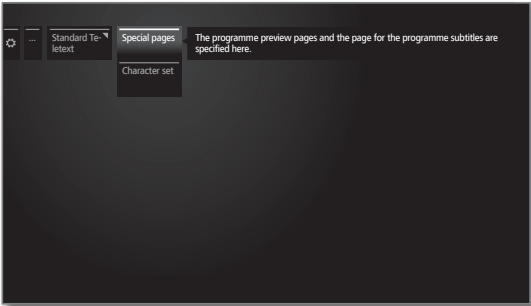 ...
Standard Te-
letext
Special pages
The programme preview pages and the page for the programme subtitles are
specified here.
Character set